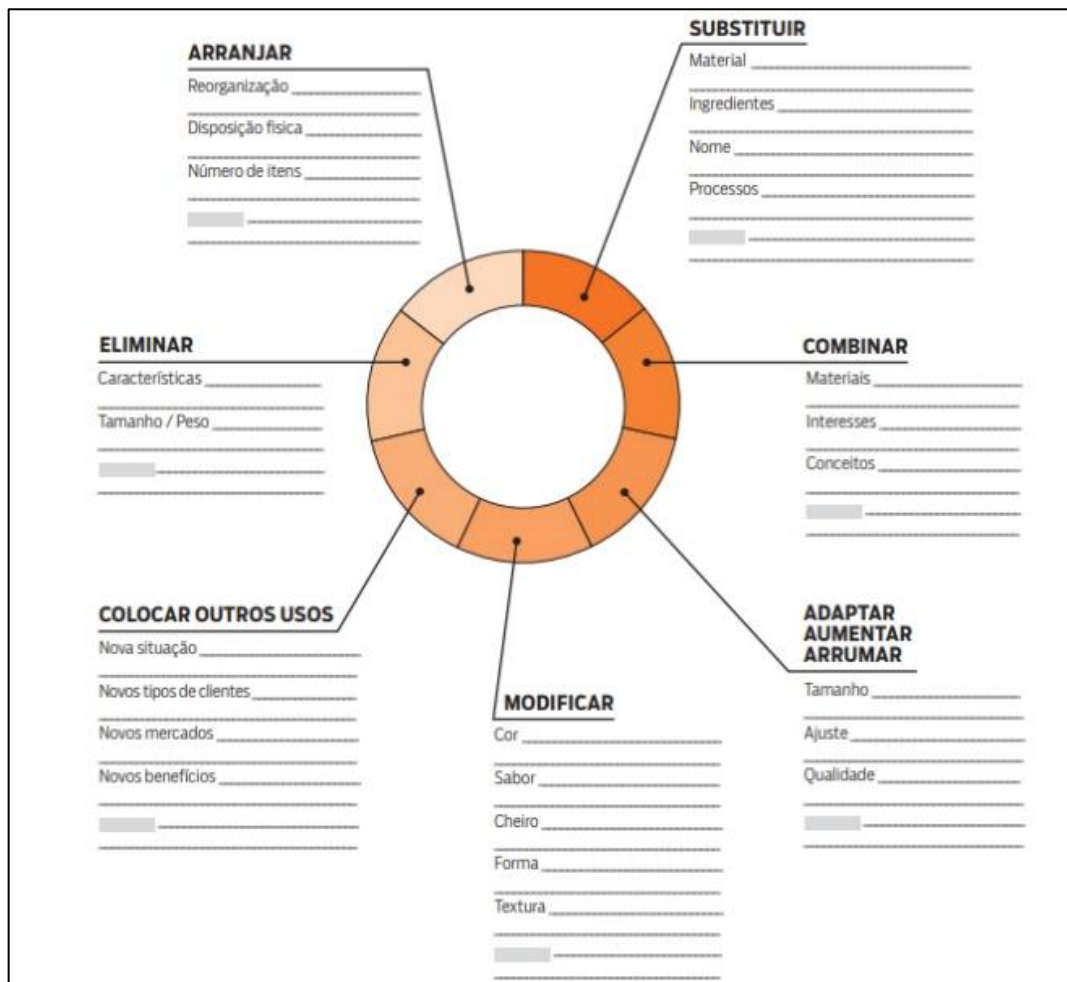 SUBSTITUIR
Material
Ingredientes
Nome
Processos
COMBINAR
Materiais
Interesses
Conceitos
ADAPTAR
AUMENTAR
ARRUMAR
Tamanho
Ajuste
Qualidade
MODIFICAR
Cor
Sabor
Cheiro
Forma
Textura
COLOCAR OUTROS USOS
Nova situação
Novos tipos de clientes
Novos mercados
Novos benefícios
ELIMINAR
Características
Tamanho / Peso
ARRANJAR
Reorganização
Disposição fisica
Número de itens